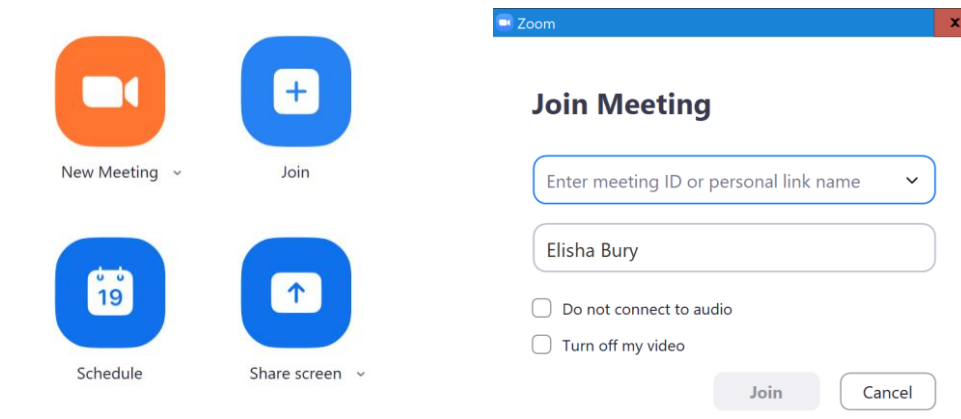 New Meeting
Join
19
Schedule
Share screen
Zoom
Join Meeting
Enter meeting ID or personal link name
Elisha Bury
Do not connect to audio
Turn off my video
Join
Cancel